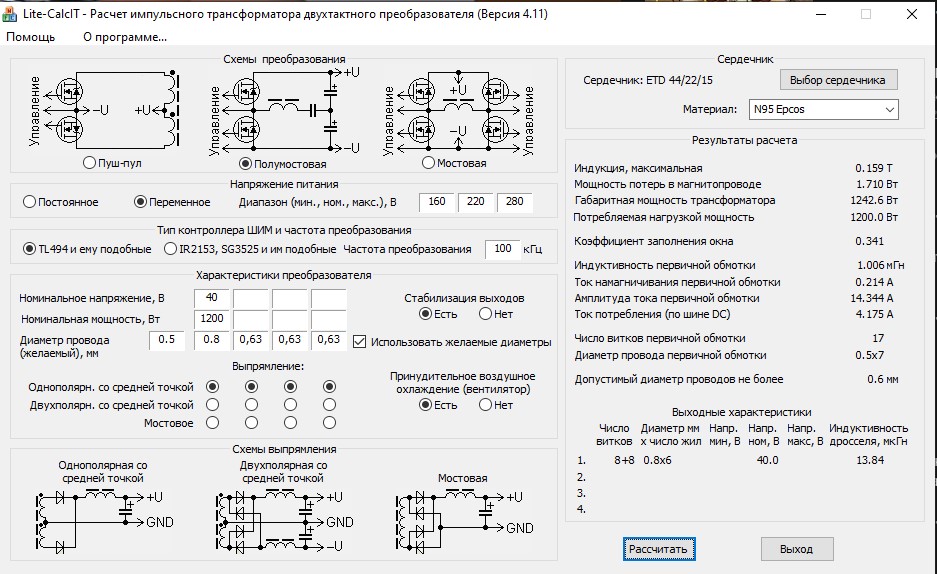 Lite-CalcIT - Расчет импульсного трансформатора двухтактного преобразователя (Версия 4.11)
Помощь О программе...
Схемы преобразования
Управление
-U
+U
Управление
+U
-U
Управление
+U
-U
Управление
Пуш-пул Полумостовая Мостовая
Напряжение питания
Постоянное Переменное Диапазон (мин., ном., макс.), В 160 220 280
Тип контроллера ШИМ и частота преобразования
TL494 и ему подобные IR2153, SG3525 и им подобные Частота преобразования 100 кГц
Характеристики преобразователя
Номинальное напряжение, В 40
Номинальная мощность, Вт 1200
Диаметр провода (желаемый), мм 0.5 0.8 0,63 0,63 0,63 Использовать желаемые диаметры
Стабилизация выходов
Есть Нет
Выпрямление:
Однополярн. со средней точкой
Двухполярн. со средней точкой
Мостовое
Принудительное воздушное
охлаждение (вентилятор)
Есть Нет
Схемы выпрямления
Однополярная со
средней точкой
+U
GND
Двухполярная со
средней точкой
+U
GND
-U
Мостовая
+U
GND
Сердечник
Сердечник: ETD 44/22/15 Выбор сердечника
Материал: N95 Epcos
Результаты расчета
Индукция, максимальная 0.159 Т
Мощность потерь в магнитопроводе 1.710 Вт
Габаритная мощность трансформатора 1242.6 Вт
Потребляемая нагрузкой мощность 1200.0 Вт
Коэффициент заполнения окна 0.341
Индуктивность первичной обмотки 1.006 мГн
Ток намагничивания первичной обмотки 0.214 А
Амплитуда тока первичной обмотки 14.344 А
Ток потребления (по шине DC) 4.175 А
Число витков первичной обмотки 17
Диаметр провода первичной обмотки 0.5x7
Допустимый диаметр проводов не более 0.6 мм
Выходные характеристики
Число Диаметр мм Напр. Напр. Напр. Индуктивность
витков х число жил мин, В ном, В макс, В дросселя, мкГн
1. 8+8 0.8x6 40.0 13.84
2.
3.
4.
Рассчитать Выход